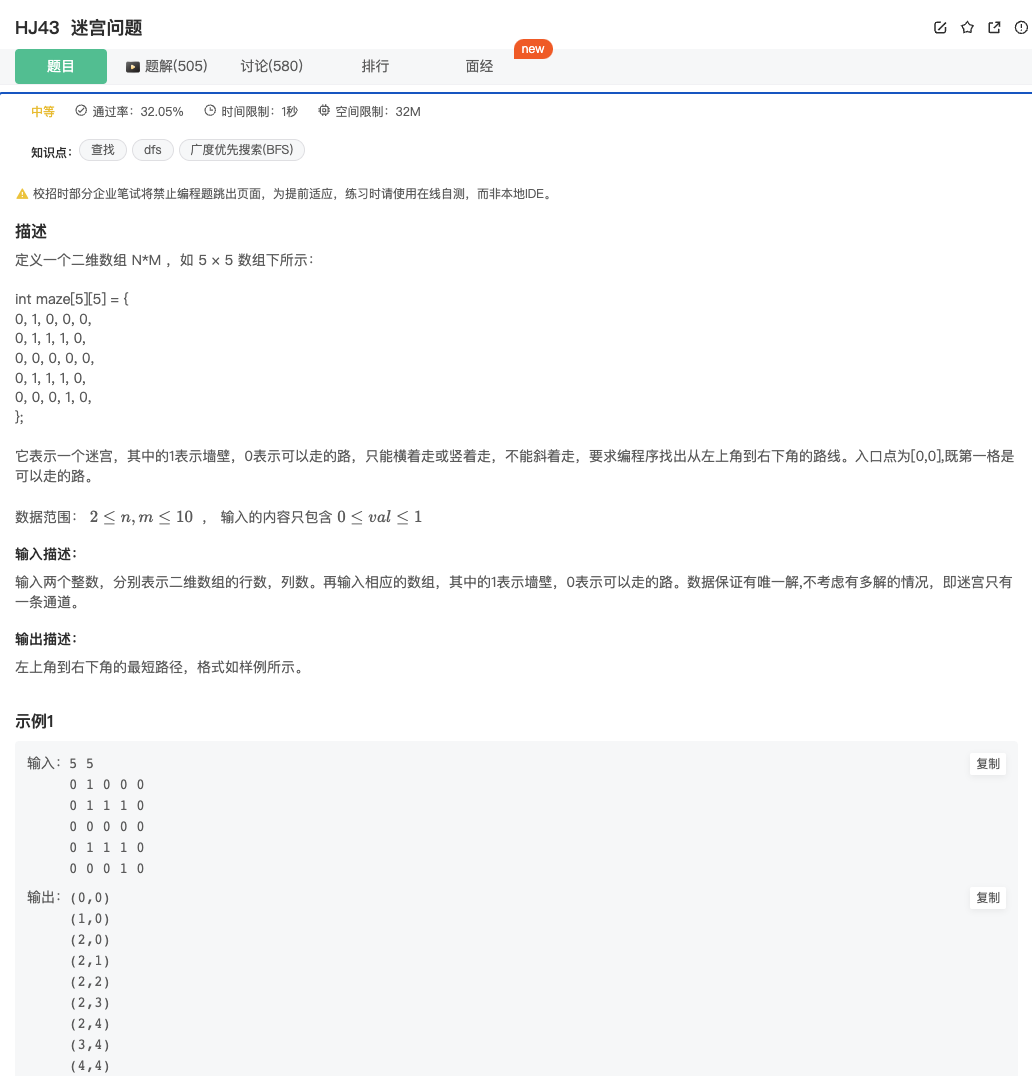 HJ43 迷宫问题
题目 题解(505) 讨论(580) 排行 面经 new
中等 通过率：32.05% 时间限制：1秒 空间限制：32M
知识点： 查找 dfs 广度优先搜索(BFS)
校招时部分企业笔试将禁止编程题跳出页面，为提前适应，练习时请使用在线自测，而非本地IDE。
描述
定义一个二维数组 N*M ，如 5 × 5 数组下所示：
int maze[5][5] = {
0, 1, 0, 0, 0,
0, 1, 1, 1, 0,
0, 0, 0, 0, 0,
0, 1, 1, 1, 0,
0, 0, 0, 1, 0,
};
它表示一个迷宫，其中的1表示墙壁，0表示可以走的路，只能横着走或竖着走，不能斜着走，要求编程序找出从左上角到右下角的路线。入口点为[0,0],既第一格是
可以走的路。
数据范围： 2 ≤ n, m ≤ 10 ， 输入的内容只包含 0 ≤ val ≤ 1
输入描述：
输入两个整数，分别表示二维数组的行数，列数。再输入相应的数组，其中的1表示墙壁，0表示可以走的路。数据保证有唯一解,不考虑有多解的情况，即迷宫只有
一条通道。
输出描述：
左上角到右下角的最短路径，格式如样例所示。
示例1
输入：5 5 复制
0 1 0 0 0
0 1 1 1 0
0 0 0 0 0
0 1 1 1 0
0 0 0 1 0
输出：(0,0) 复制
(1,0)
(2,0)
(2,1)
(2,2)
(2,3)
(2,4)
(3,4)
(4,4)